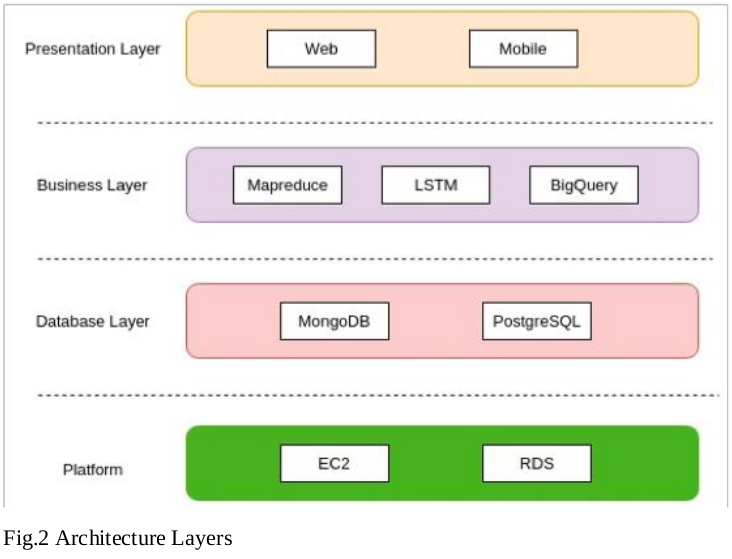 Presentation Layer
Web
Mobile
Business Layer
Mapreduce
LSTM
BigQuery
Database Layer
MongoDB
PostgreSQL
Platform
EC2
RDS
Fig.2 Architecture Layers